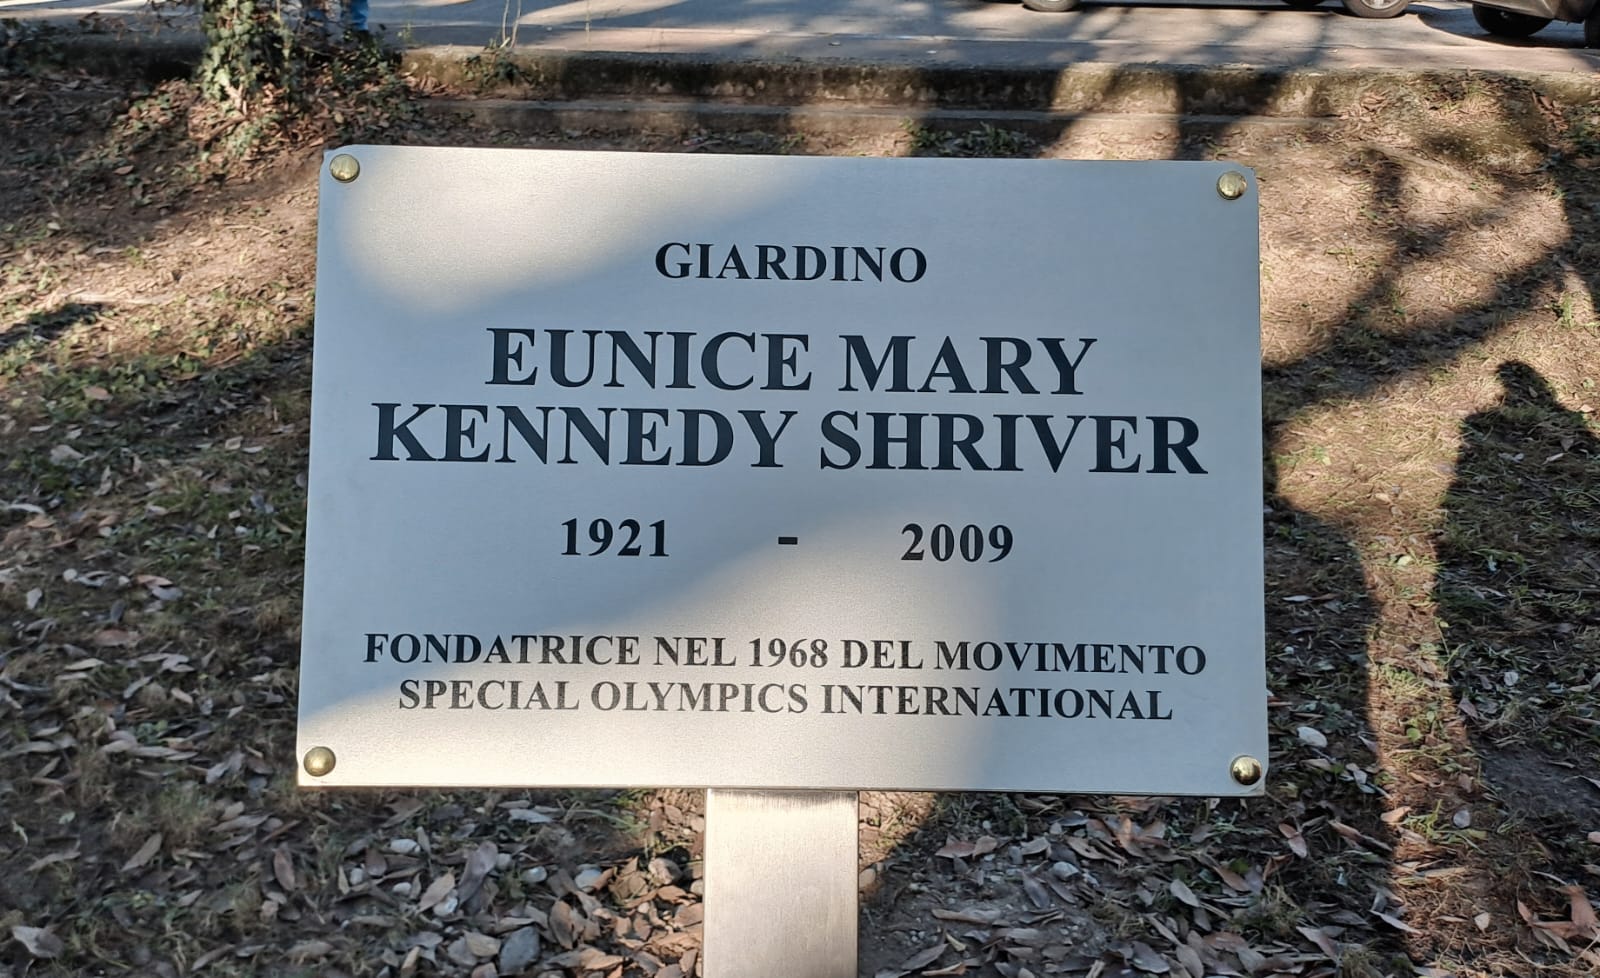 GIARDINO
EUNICE MARY
KENNEDY SHRIVER
1921 - 2009
FONDATRICE NEL 1968 DEL MOVIMENTO
SPECIAL OLYMPICS INTERNATIONAL